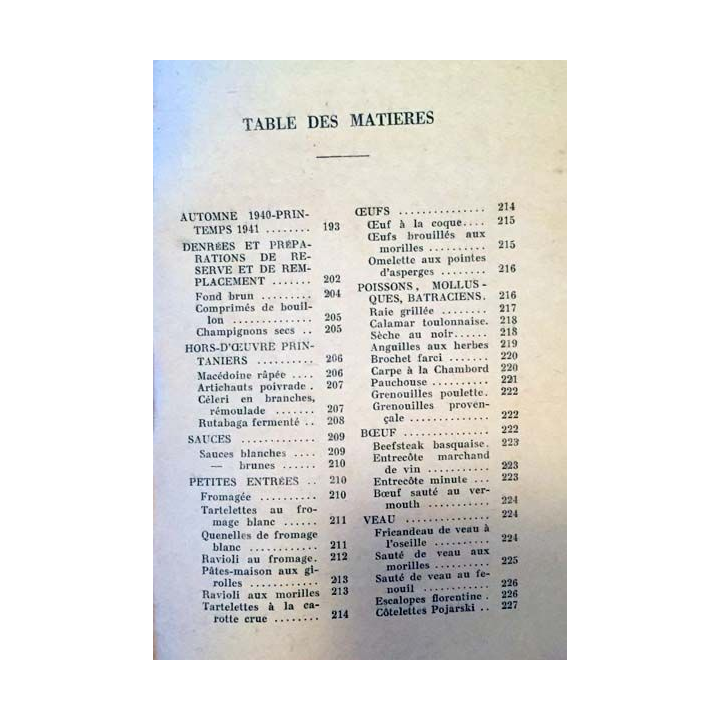 TABLE DES MATIERES
AUTOMNE 1940-PRIN-
TEMPS 1941 ........ 193
DENRÉES ET PRÉPA-
RATIONS DE RE-
SERVE ET DE REM-
PLACEMENT ....... 202
Fond brun ......... 204
Comprimés de bouil-
lon ............... 205
Champignons secs .. 205
HORS-D'ŒUVRE PRIN-
TANIERS ........... 206
Macédoine râpée .... 206
Artichauts poivrade . 207
Céleri en branches,
rémoulade ....... 207
Rutabaga fermenté .. 208
SAUCES ............ 209
Sauces blanches .... 209
— brunes ...... 210
PETITES ENTRÉES .. 210
Fromagée .......... 210
Tartelettes au fro-
mage blanc ...... 211
Quenelles de fromage
blanc ............ 211
Ravioli au fromage. 212
Pâtes-maison aux gi-
rolles ............ 213
Ravioli aux morilles 213
Tartelettes à la ca-
rotte crue ........ 214
ŒUFS ............... 214
Œuf à la coque.... 215
Œufs brouillés aux
morilles .......... 215
Omelette aux pointes
d'asperges ........ 216
POISSONS, MOLLUS-
QUES, BATRACIENS. 216
Raie grillée ........ 217
Calamar toulonnaise. 218
Sèche au noir...... 218
Anguilles aux herbes 219
Brochet farci ....... 220
Carpe à la Chambord 220
Pauchouse .......... 221
Grenouilles poulette. 222
Grenouilles proven-
çale .............. 222
BŒUF .............. 222
Beefsteak basquaise. 223
Entrecôte marchand
de vin ........... 223
Entrecôte minute ... 223
Bœuf sauté au ver-
mouth ........... 224
VEAU .............. 224
Fricandeau de veau à
l'oseille .......... 224
Sauté de veau aux
morilles .......... 225
Sauté de veau au fe-
nouil ............ 226
Escalopes florentine . 226
Côtelettes Pojarski .. 227